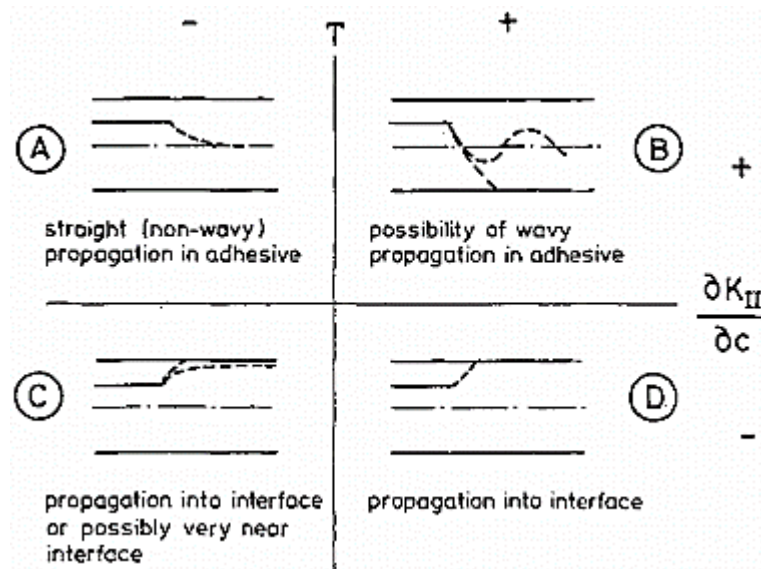 - T +
A
B
+
straight (non-wavy)
propagation in adhesive
possibility of wavy
propagation in adhesive
∂K_II
∂c
C
D
-
propagation into interface
or possibly very near
interface
propagation into interface